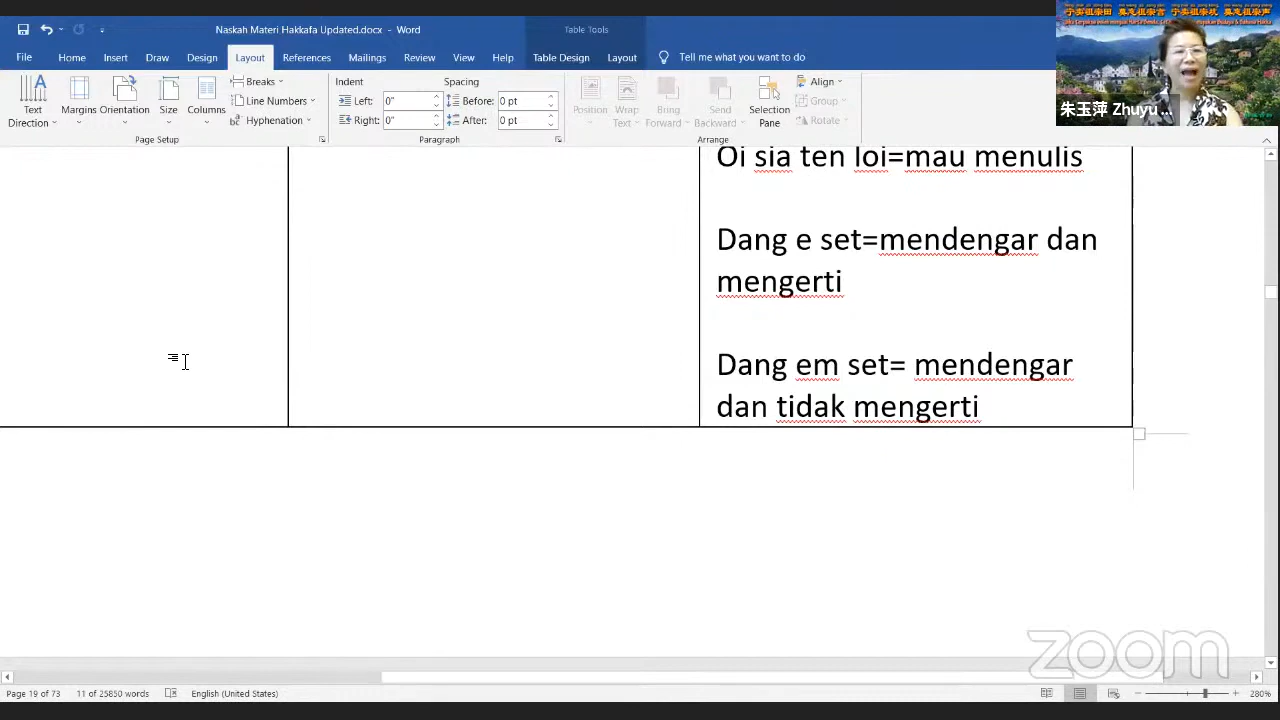 Naskah Materi Hakkafa Updated.docx - Word
Table Tools
File Home Insert Draw Design Layout References Mailings Review View Help Table Design Layout Tell me what you want to do
Text Direction
Margins
Orientation
Size
Columns
Breaks
Line Numbers
Hyphenation
Page Setup
Indent
Left: 0"
Right: 0"
Spacing
Before: 0 pt
After: 0 pt
Paragraph
Position
Wrap Text
Bring Forward
Send Backward
Selection Pane
Align
Group
Rotate
Arrange
朱玉萍 Zhuyu ...
Oi sia ten loi=mau menulis
Dang e set=mendengar dan
mengerti
Dang em set= mendengar
dan tidak mengerti
zoom
Page 19 of 73 11 of 25850 words English (United States) 280%